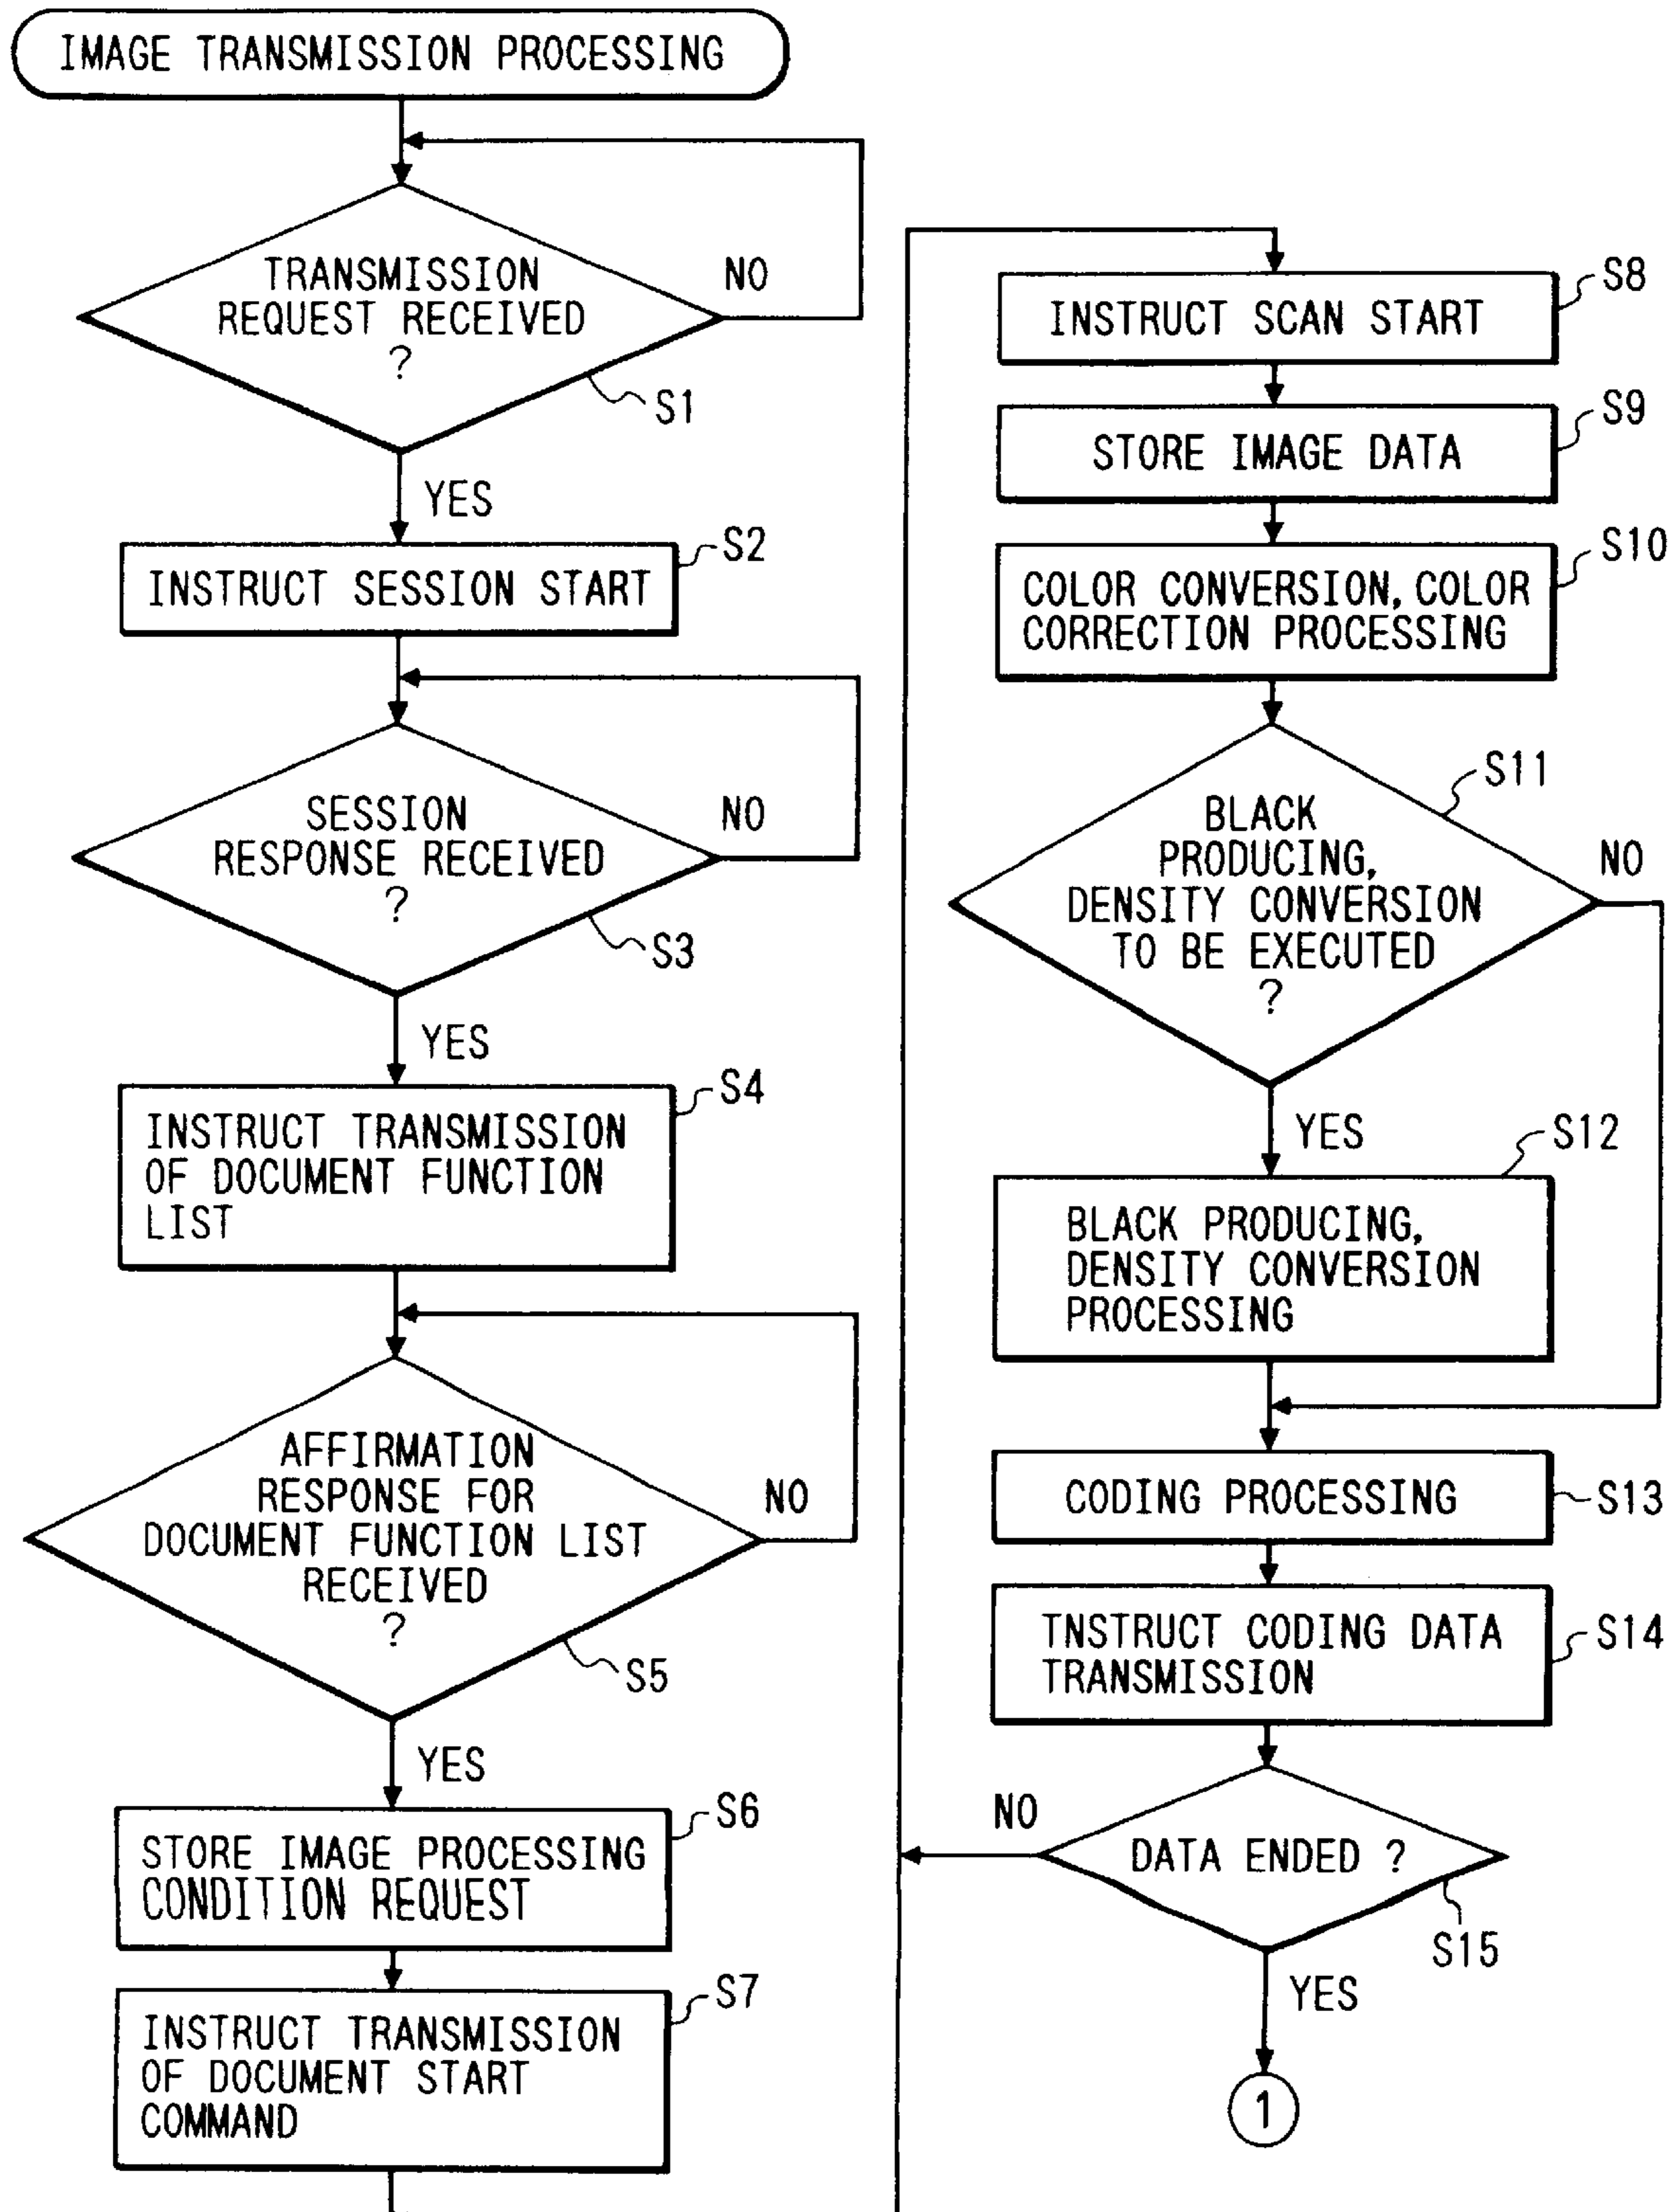 IMAGE TRANSMISSION PROCESSING
TRANSMISSION
REQUEST RECEIVED
?
NO
S1
YES
S2
INSTRUCT SESSION START
SESSION
RESPONSE RECEIVED
?
NO
S3
YES
S4
INSTRUCT TRANSMISSION
OF DOCUMENT FUNCTION
LIST
AFFIRMATION
RESPONSE FOR
DOCUMENT FUNCTION LIST
RECEIVED
?
NO
S5
YES
S6
STORE IMAGE PROCESSING
CONDITION REQUEST
S7
INSTRUCT TRANSMISSION
OF DOCUMENT START
COMMAND
S8
INSTRUCT SCAN START
S9
STORE IMAGE DATA
S10
COLOR CONVERSION, COLOR
CORRECTION PROCESSING
S11
BLACK
PRODUCING,
DENSITY CONVERSION
TO BE EXECUTED
?
NO
YES
S12
BLACK PRODUCING,
DENSITY CONVERSION
PROCESSING
CODING PROCESSING
S13
TNSTRUCT CODING DATA
TRANSMISSION
S14
NO
DATA ENDED ?
S15
YES
1